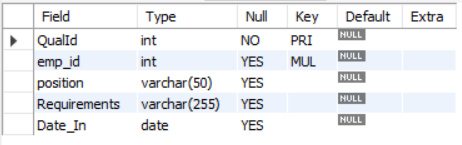 Field Type Null Key Default Extra
QualId int NO PRI NULL
emp_id int YES MUL NULL
position varchar(50) YES NULL
Requirements varchar(255) YES NULL
Date_In date YES NULL